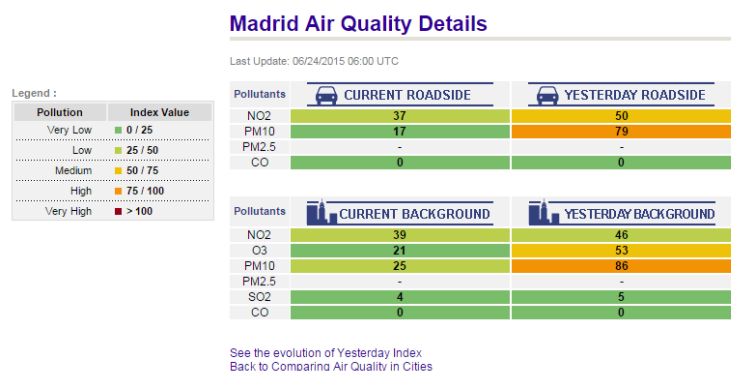 Madrid Air Quality Details
Last Update: 06/24/2015 06:00 UTC
Legend :
Pollution Index Value
Very Low 0 / 25
Low 25 / 50
Medium 50 / 75
High 75 / 100
Very High > 100
Pollutants CURRENT ROADSIDE YESTERDAY ROADSIDE
NO2 37 50
PM10 17 79
PM2.5 - -
CO 0 0
Pollutants CURRENT BACKGROUND YESTERDAY BACKGROUND
NO2 39 46
O3 21 53
PM10 25 86
PM2.5 - -
SO2 4 5
CO 0 0
See the evolution of Yesterday Index
Back to Comparing Air Quality in Cities